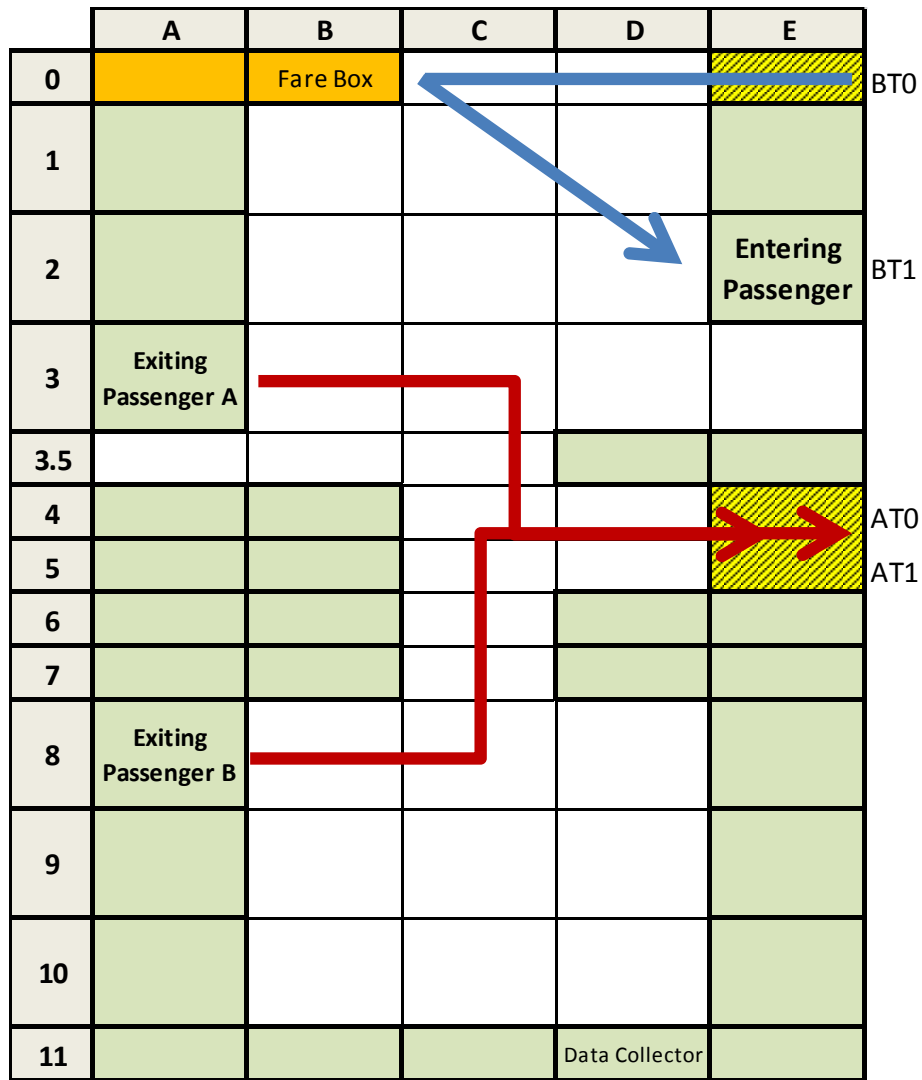 A B C D E
0 Fare Box BT0
1
2 Entering
Passenger BT1
3 Exiting
Passenger A
3.5
4 AT0
5 AT1
6
7
8 Exiting
Passenger B
9
10
11 Data Collector